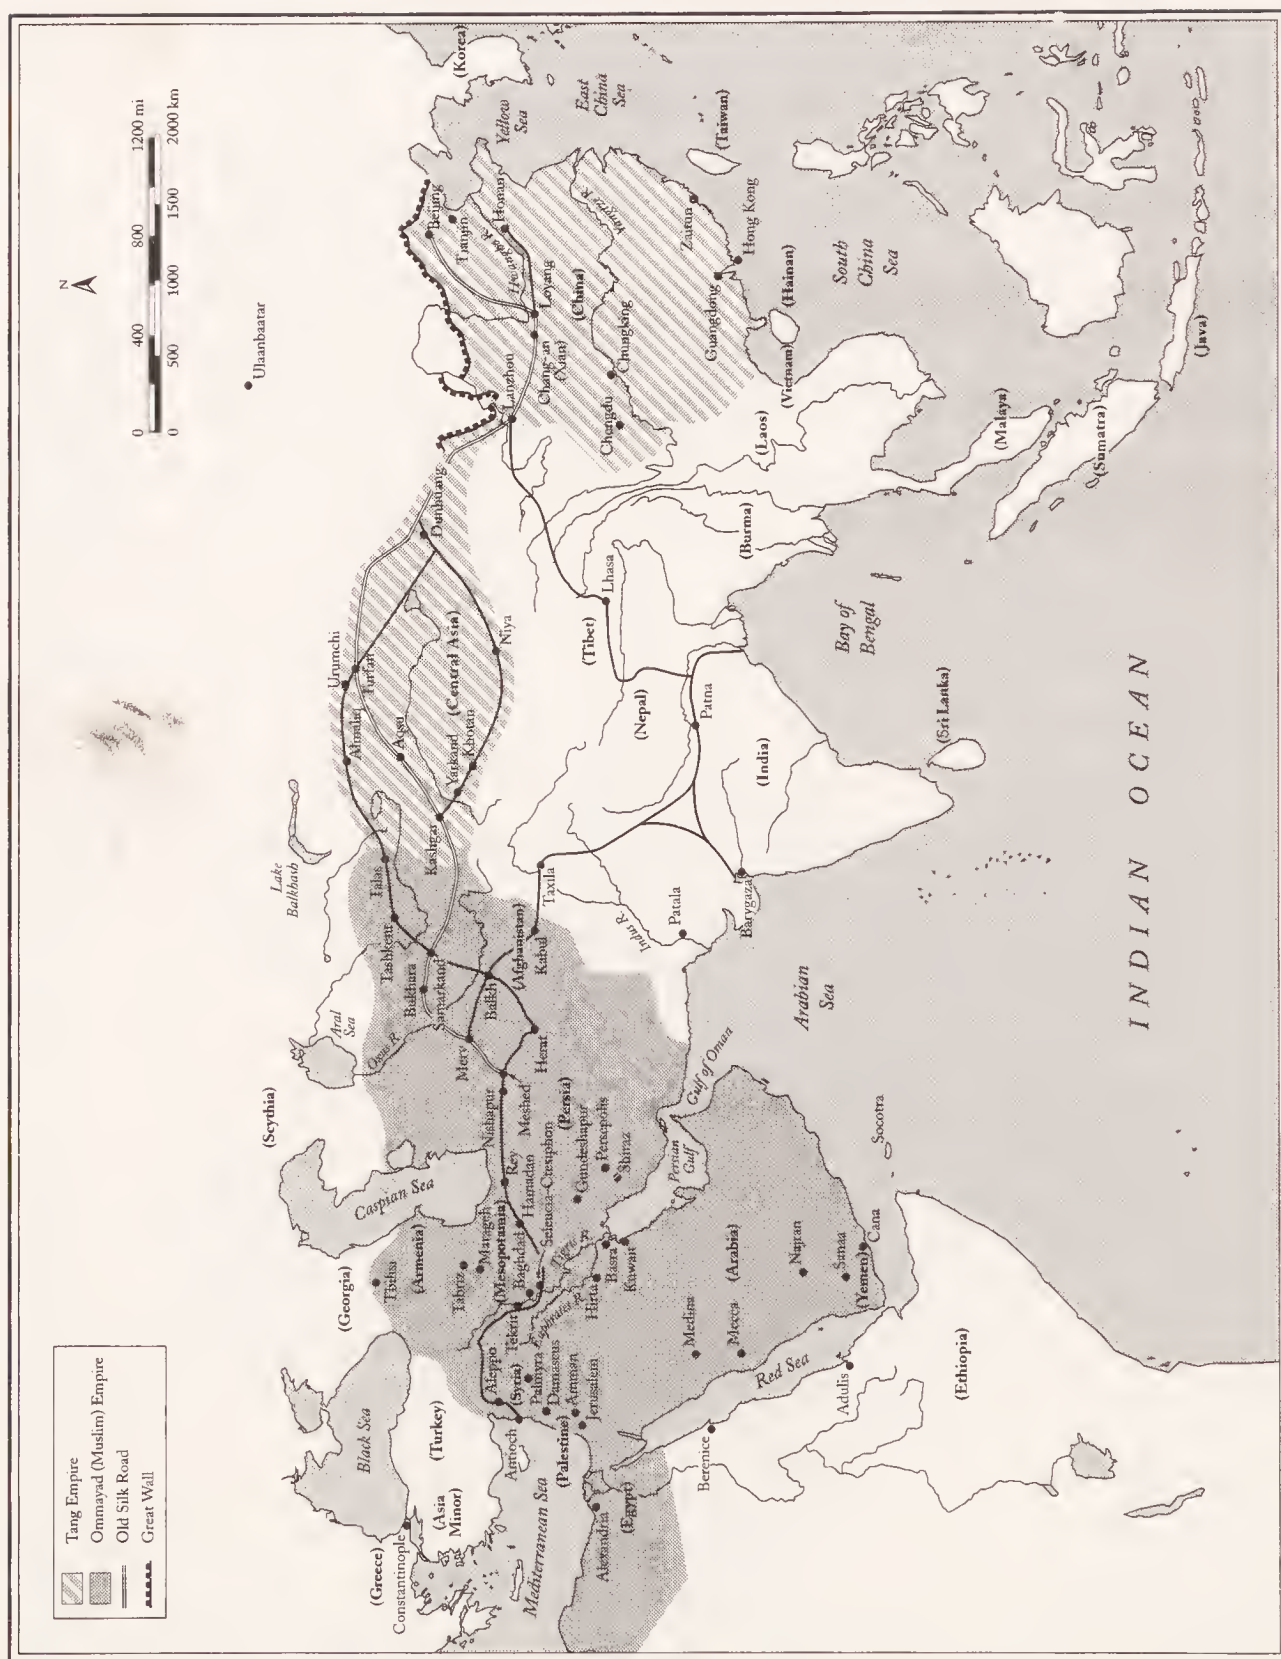 Tang Empire
Ommayad (Muslim) Empire
Old Silk Road
Great Wall
N
0 400 800 1200 mi
0 500 1000 1500 2000 km
Ulaanbaatar
(Greece)
Constantinople
Black Sea
(Asia
Minor)
(Turkey)
Mediterranean Sea
(Georgia)
Tbilisi
(Armenia)
Tabriz
Marageh
(Mesopotamia)
Caspian Sea
(Scythia)
Aral
Sea
Oxus R.
Lake
Balkhash
Antioch
Aleppo
(Syria)
Palmyra
Damascus
Amman
Jerusalem
(Palestine)
Alexandria
(Egypt)
Tekrit
Baghdad
Seleucia-Ctesiphon
Euphrates R.
Tigris
Hirta
Basra
Kuwait
Hamadan
Rey
Nishapur
Meshed
(Persia)
Gundeshapur
Persepolis
Shiraz
Persian
Gulf
Gulf of Oman
Merv
Herat
Balkh
Bukhara
Samarkand
Tashkent
Talas
(Afghanistan)
Kabul
Taxila
Indus R.
Patala
Barygaza
Kashgar
Yarkand
Khotan
(Central Asia)
Aqsu
Almalik
Urumchi
Turfan
Niya
Dunhuang
Lanzhou
Chang-an
(Xian)
Loyang
Honan
Beijing
Tianjin
(China)
Chungking
Chengdu
Yangtze R.
Guangdong
Hong Kong
Zaitun
(Taiwan)
(Hainan)
(Korea)
Yellow
Sea
East
China
Sea
South
China
Sea
(Tibet)
Lhasa
(Nepal)
Patna
(India)
(Sri Lanka)
Bay of
Bengal
(Burma)
(Laos)
(Vietnam)
(Malaya)
(Sumatra)
(Java)
Medina
Mecca
(Arabia)
Najran
Sanaa
(Yemen)
Cana
Socotra
Red Sea
Berenice
Adulis
(Ethiopia)
Arabian
Sea
INDIAN OCEAN